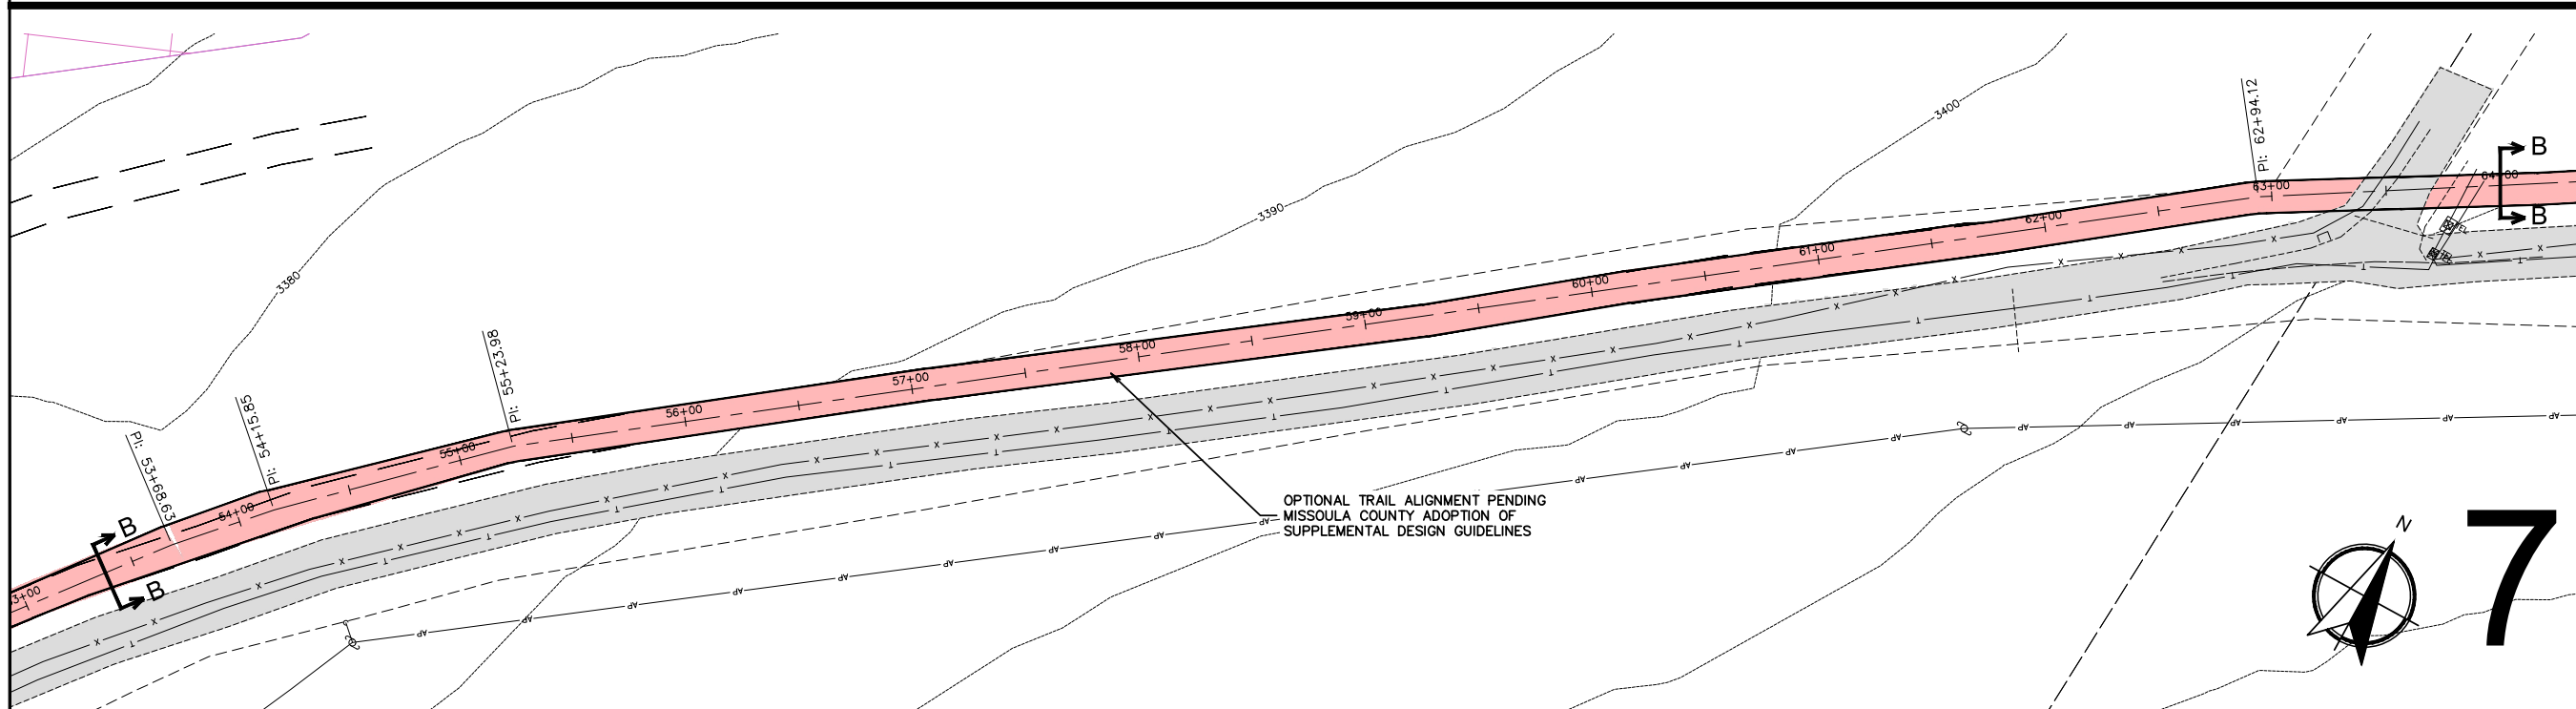 3380
3390
3400
PI: 53+68.63
PI: 54+15.85
PI: 55+23.98
PI: 62+94.12
B
B
3+00
54+00
55+00
56+00
57+00
58+00
59+00
60+00
61+00
62+00
63+00
64+00
B
B
OPTIONAL TRAIL ALIGNMENT PENDING
MISSOULA COUNTY ADOPTION OF
SUPPLEMENTAL DESIGN GUIDELINES
N
7